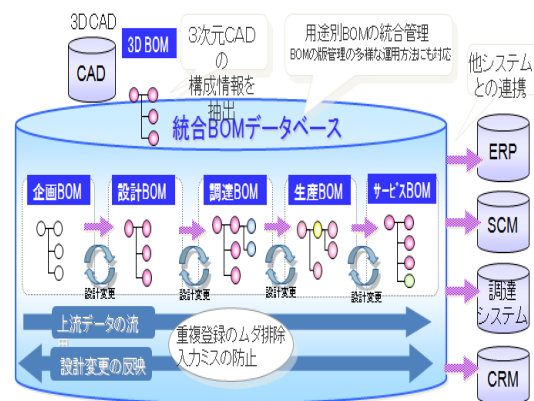 3D CAD
CAD
3D BOM
3次元CAD
の
構成情報を
抽出
用途別BOMの統合管理
BOMの版管理の多様な運用方法にも対応
他システム
との連携
統合BOMデータベース
企画BOM
設計BOM
調達BOM
生産BOM
サービスBOM
設計変更
設計変更
設計変更
設計変更
上流データの流
設計変更の反映
重複登録のムダ排除
入力ミスの防止
ERP
SCM
調達
システム
CRM